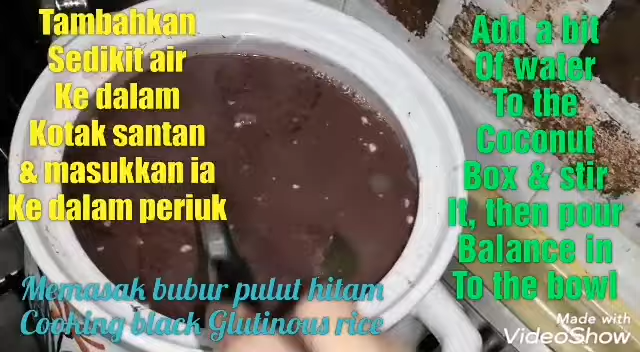 Tambahkan
Sedikit air
Ke dalam
Kotak santan
& masukkan ia
Ke dalam periuk
Add a bit
Of water
To the
Coconut
Box & stir
It, then pour
Balance in
To the bowl
Memasak bubur pulut hitam
Cooking black Glutinous rice
Made with
VideoShow